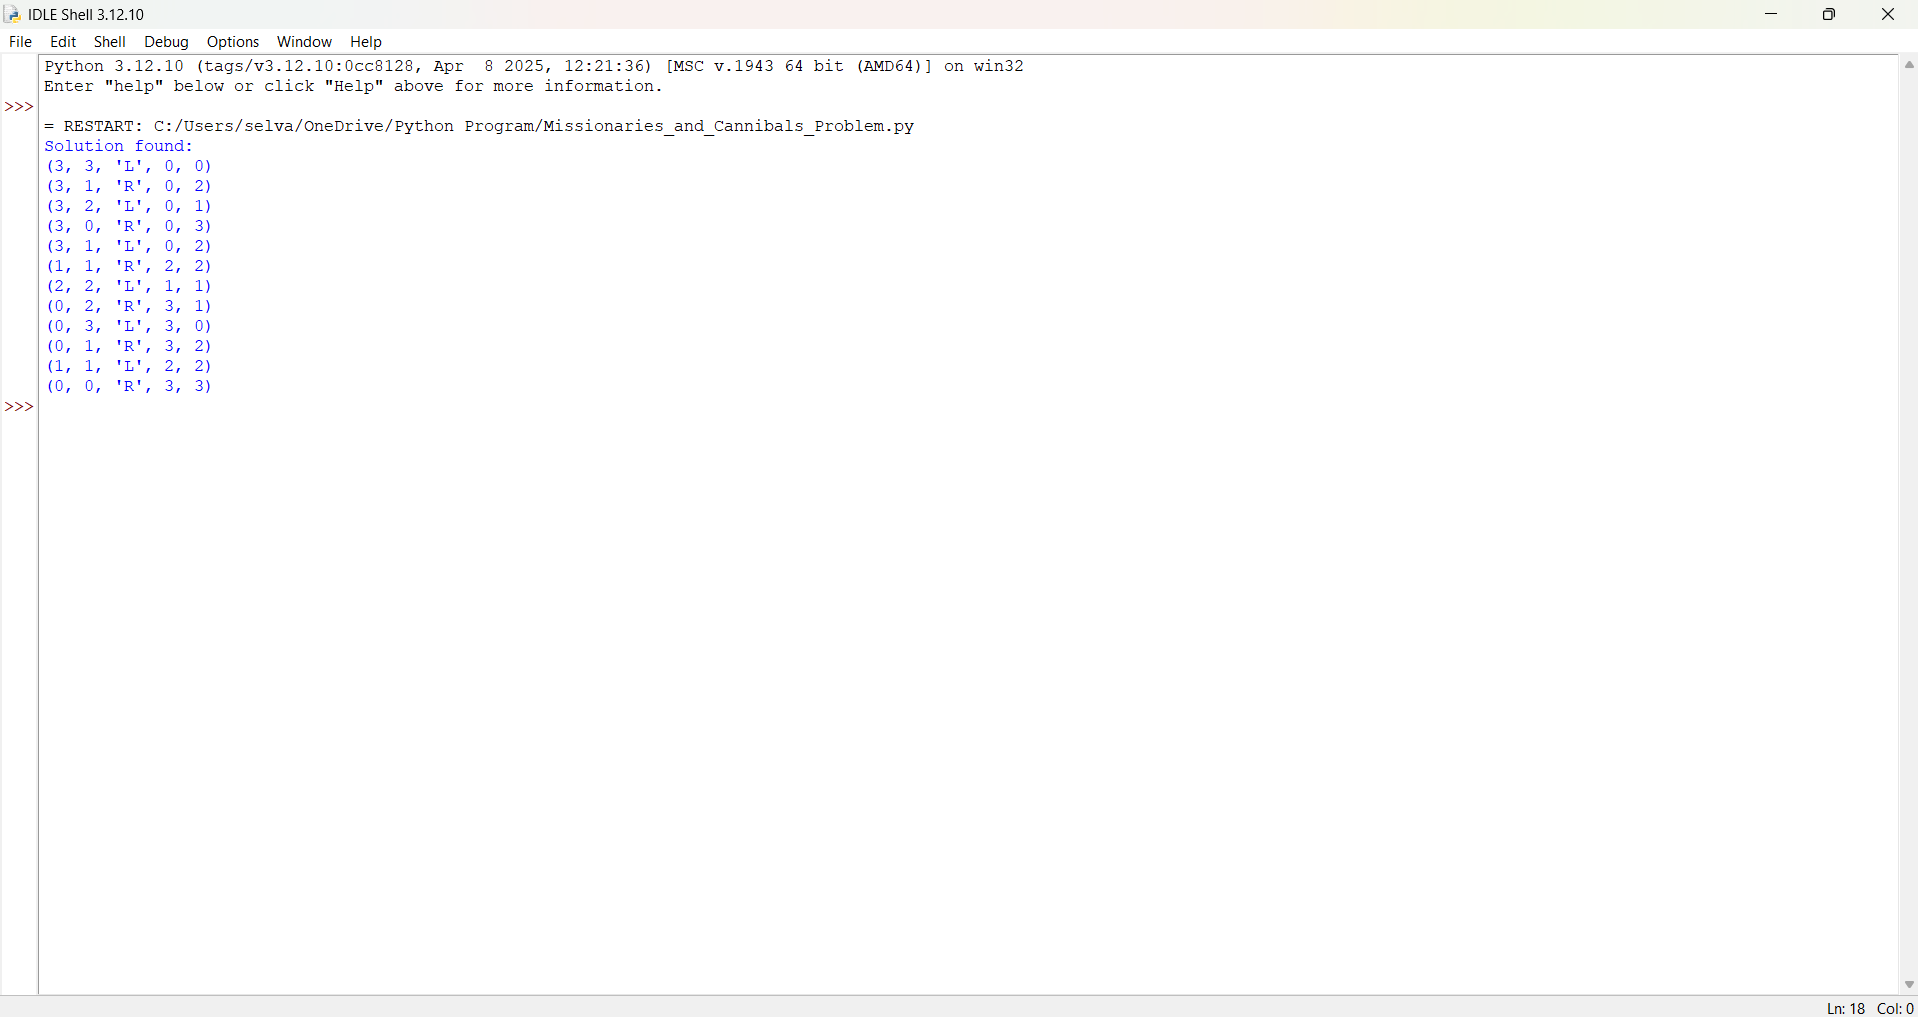 IDLE Shell 3.12.10
File Edit Shell Debug Options Window Help
Python 3.12.10 (tags/v3.12.10:0cc8128, Apr  8 2025, 12:21:36) [MSC v.1943 64 bit (AMD64)] on win32
Enter "help" below or click "Help" above for more information.
>>>
= RESTART: C:/Users/selva/OneDrive/Python Program/Missionaries_and_Cannibals_Problem.py
Solution found:
(3, 3, 'L', 0, 0)
(3, 1, 'R', 0, 2)
(3, 2, 'L', 0, 1)
(3, 0, 'R', 0, 3)
(3, 1, 'L', 0, 2)
(1, 1, 'R', 2, 2)
(2, 2, 'L', 1, 1)
(0, 2, 'R', 3, 1)
(0, 3, 'L', 3, 0)
(0, 1, 'R', 3, 2)
(1, 1, 'L', 2, 2)
(0, 0, 'R', 3, 3)
>>>
Ln: 18 Col: 0